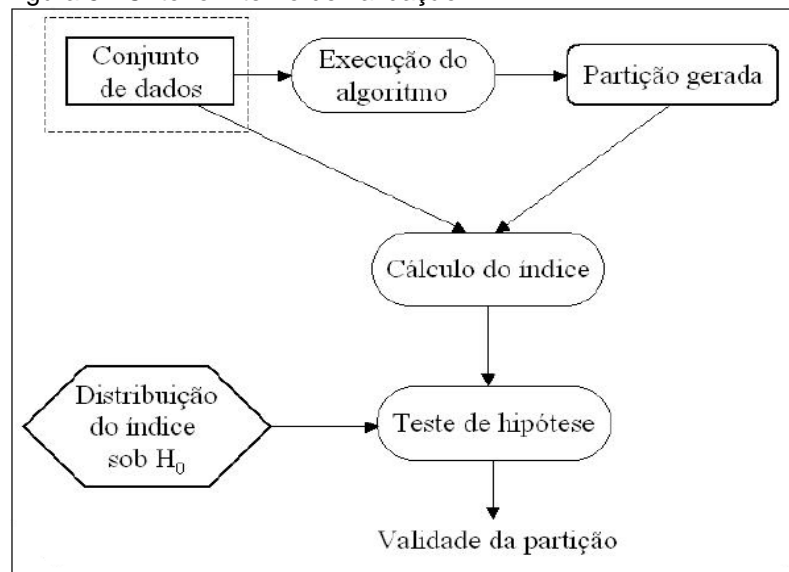 Conjunto
de dados
Execução do
algoritmo
Partição gerada
Cálculo do índice
Distribuição
do índice
sob H₀
Teste de hipótese
Validade da partição